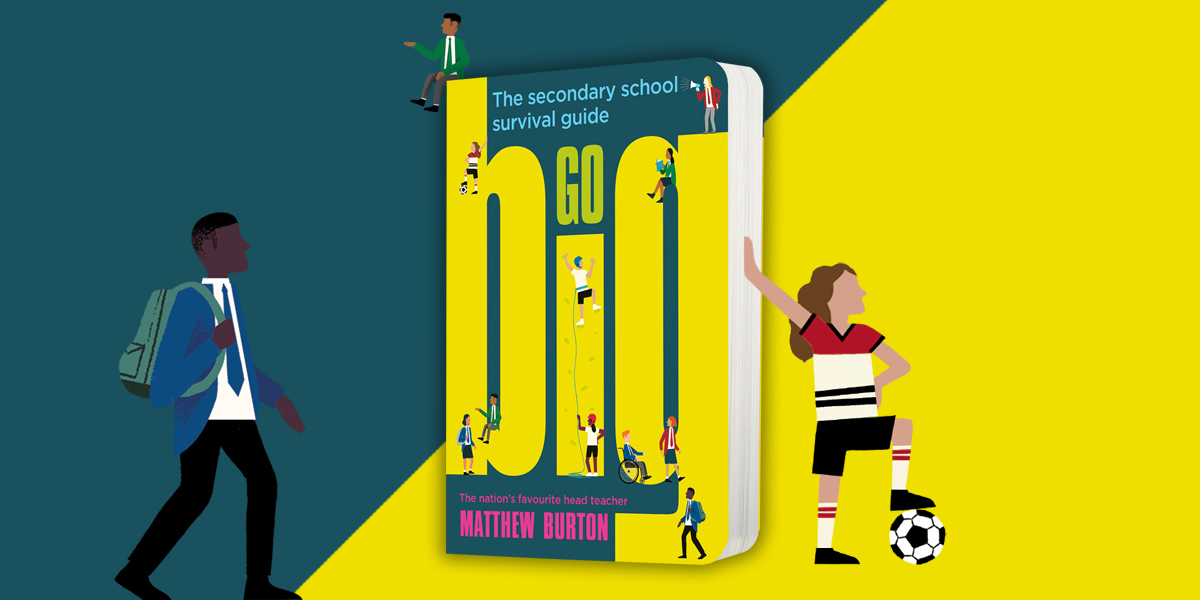 The secondary school
survival guide
GO
big
The nation's favourite head teacher
MATTHEW BURTON